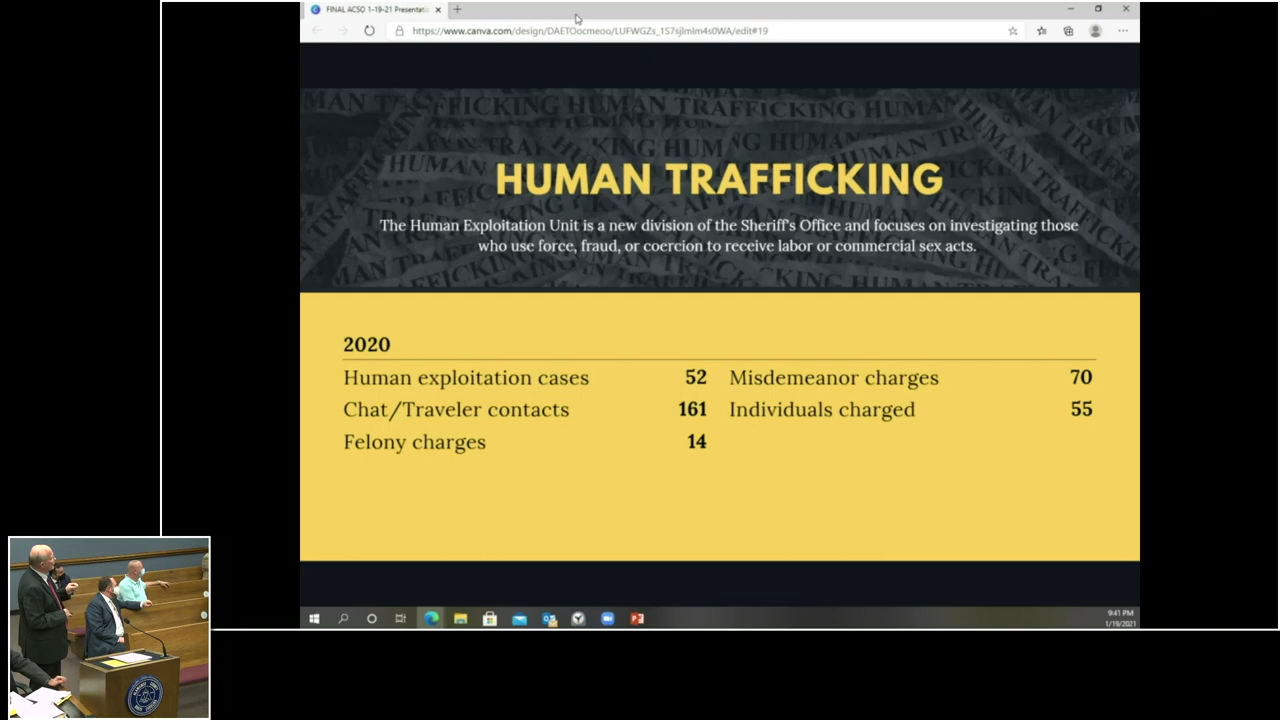 FINAL ACSO 1-19-21 Presentati
https://www.canva.com/design/DAETOocmeoo/LUFWGZs_1S7sjlmlm4s0WA/edit#19
HUMAN TRAFFICKING
The Human Exploitation Unit is a new division of the Sheriff's Office and focuses on investigating those
who use force, fraud, or coercion to receive labor or commercial sex acts.
2020
Human exploitation cases 52 Misdemeanor charges 70
Chat/Traveler contacts 161 Individuals charged 55
Felony charges 14
9:41 PM
1/19/2021